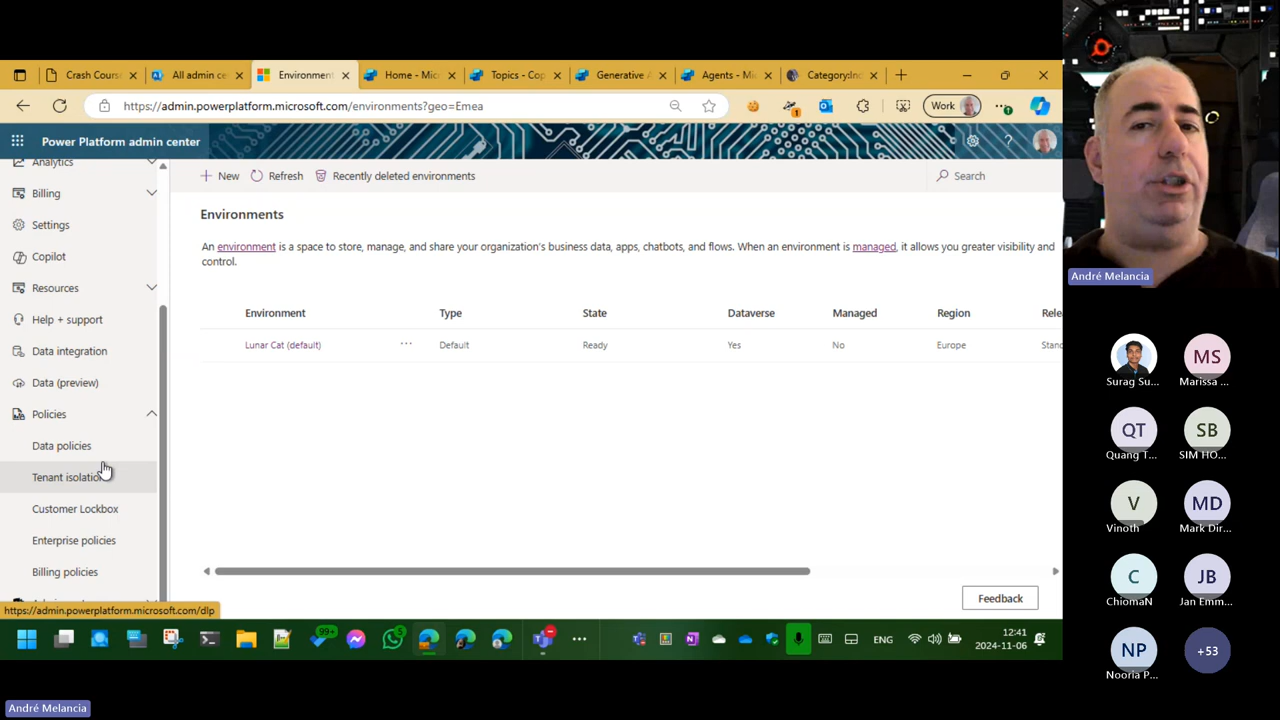 Crash Cours
All admin ce
Environment
Home - Mic
Topics - Cop
Generative A
Agents - Mi
Category:Inc
https://admin.powerplatform.microsoft.com/environments?geo=Emea
Work
Power Platform admin center
Analytics
Billing
Settings
Copilot
Resources
Help + support
Data integration
Data (preview)
Policies
Data policies
Tenant isolation
Customer Lockbox
Enterprise policies
Billing policies
https://admin.powerplatform.microsoft.com/dlp
New
Refresh
Recently deleted environments
Search
Environments
An environment is a space to store, manage, and share your organization's business data, apps, chatbots, and flows. When an environment is managed, it allows you greater visibility and
control.
Environment Type State Dataverse Managed Region Rele
Lunar Cat (default) ... Default Ready Yes No Europe Stand
Feedback
99+
5
ENG
12:41
2024-11-06
André Melancia
Surag Su...
MS
Marissa ...
QT
Quang T...
SB
SIM HO...
V
Vinoth
MD
Mark Dir...
C
ChiomaN
JB
Jan Emm...
NP
Nooria P...
+53
André Melancia